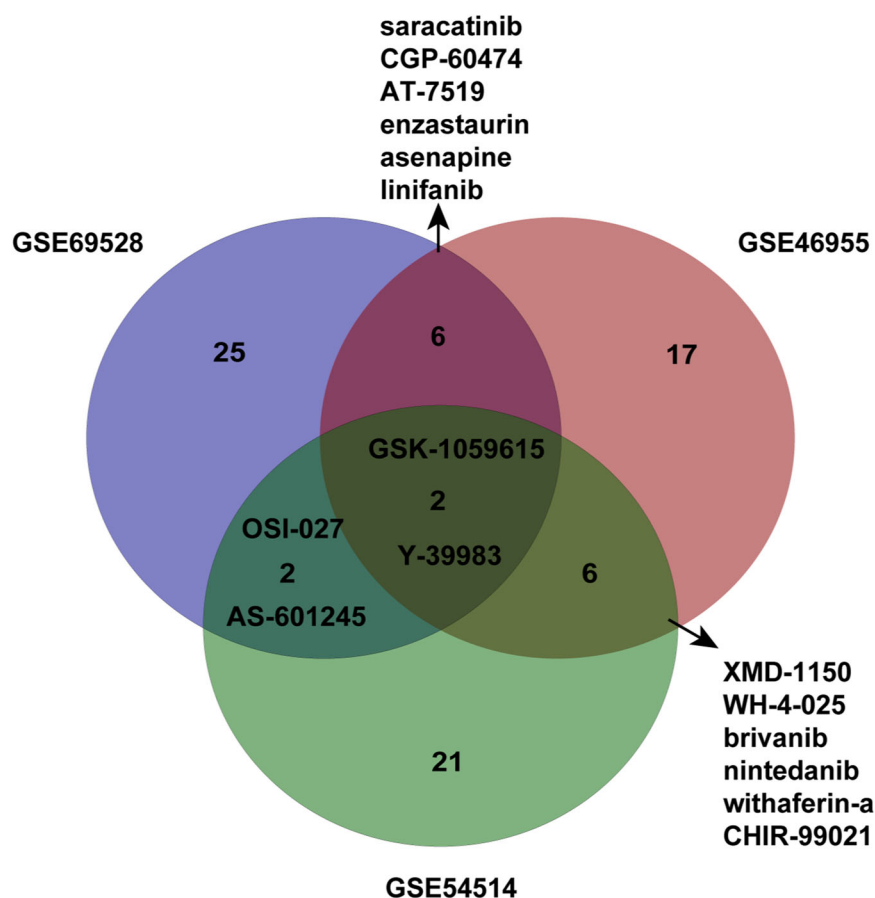 saracatinib
CGP-60474
AT-7519
enzastaurin
asenapine
linifanib
GSE69528
GSE46955
25
6
17
GSK-1059615
2
Y-39983
OSI-027
2
AS-601245
6
XMD-1150
WH-4-025
brivanib
nintedanib
withaferin-a
CHIR-99021
21
GSE54514